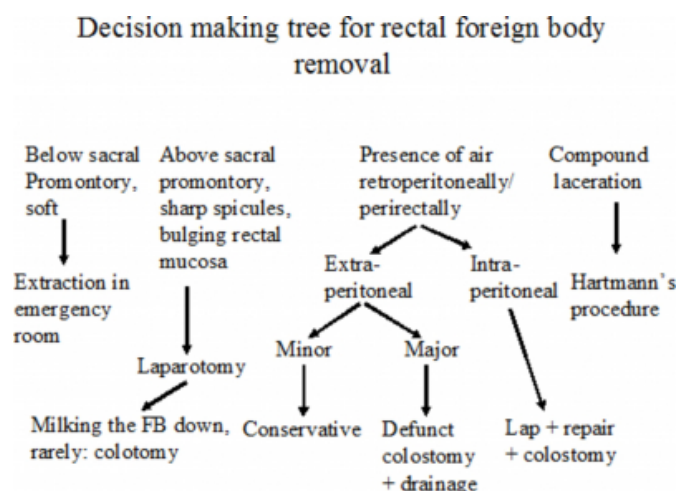 Decision making tree for rectal foreign body
removal
Below sacral
Promontory,
soft
Above sacral
promontory,
sharp spicules,
bulging rectal
mucosa
Presence of air
retroperitoneally/
perirectally)
Compound
laceration
Extraction in
emergency
room
Extra-
peritoneal
Intra-
peritoneal
Hartmann's
procedure
Laparotomy
Minor
Major
Milking the FB down,
rarely: colotomy
Conservative
Defunct
colostomy
+ drainage
Lap + repair
+ colostomy